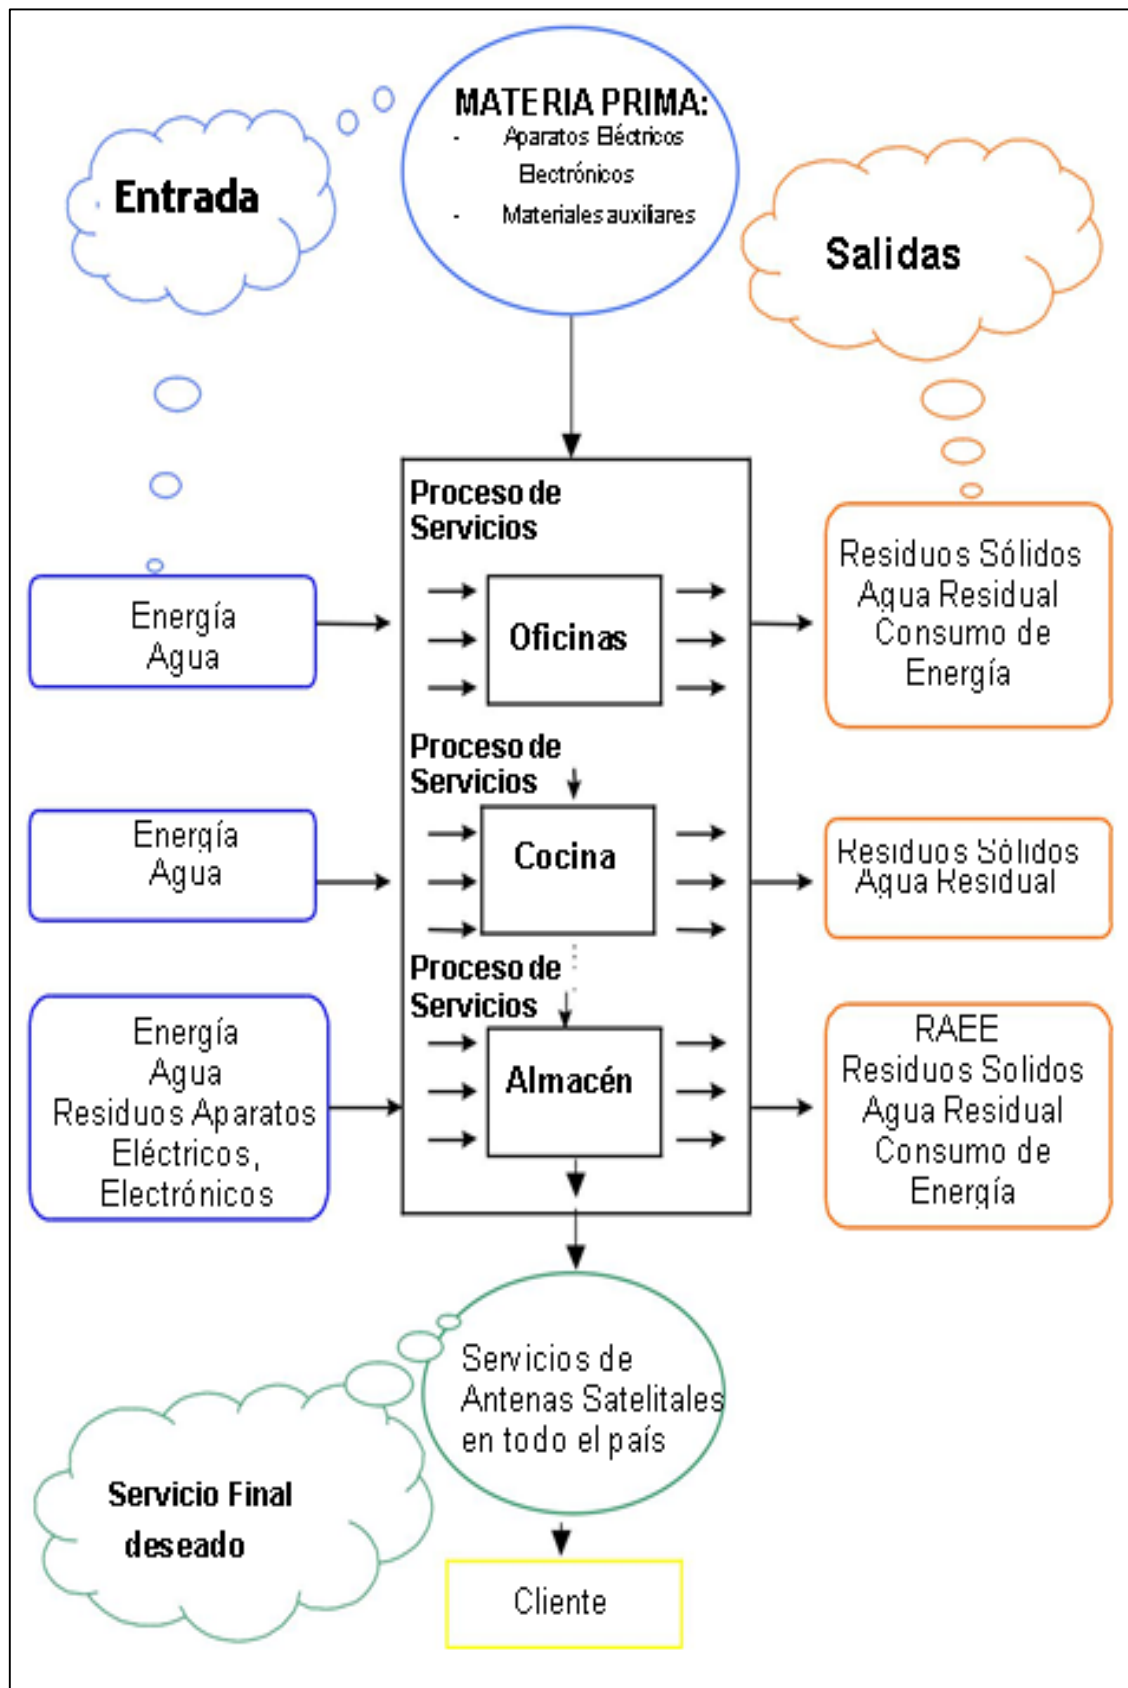 MATERIA PRIMA:
- Aparatos Eléctricos
Electrónicos
- Materiales auxiliares
Entrada
Salidas
Proceso de
Servicios
Energía
Agua
Oficinas
Residuos Sólidos
Agua Residual
Consumo de
Energía
Proceso de
Servicios
Energía
Agua
Cocina
Residuos Sólidos
Agua Residual
Proceso de
Servicios
Energía
Agua
Residuos Aparatos
Eléctricos,
Electrónicos
Almacén
RAEE
Residuos Solidos
Agua Residual
Consumo de
Energía
Servicios de
Antenas Satelitales
en todo el país
Servicio Final
deseado
Cliente